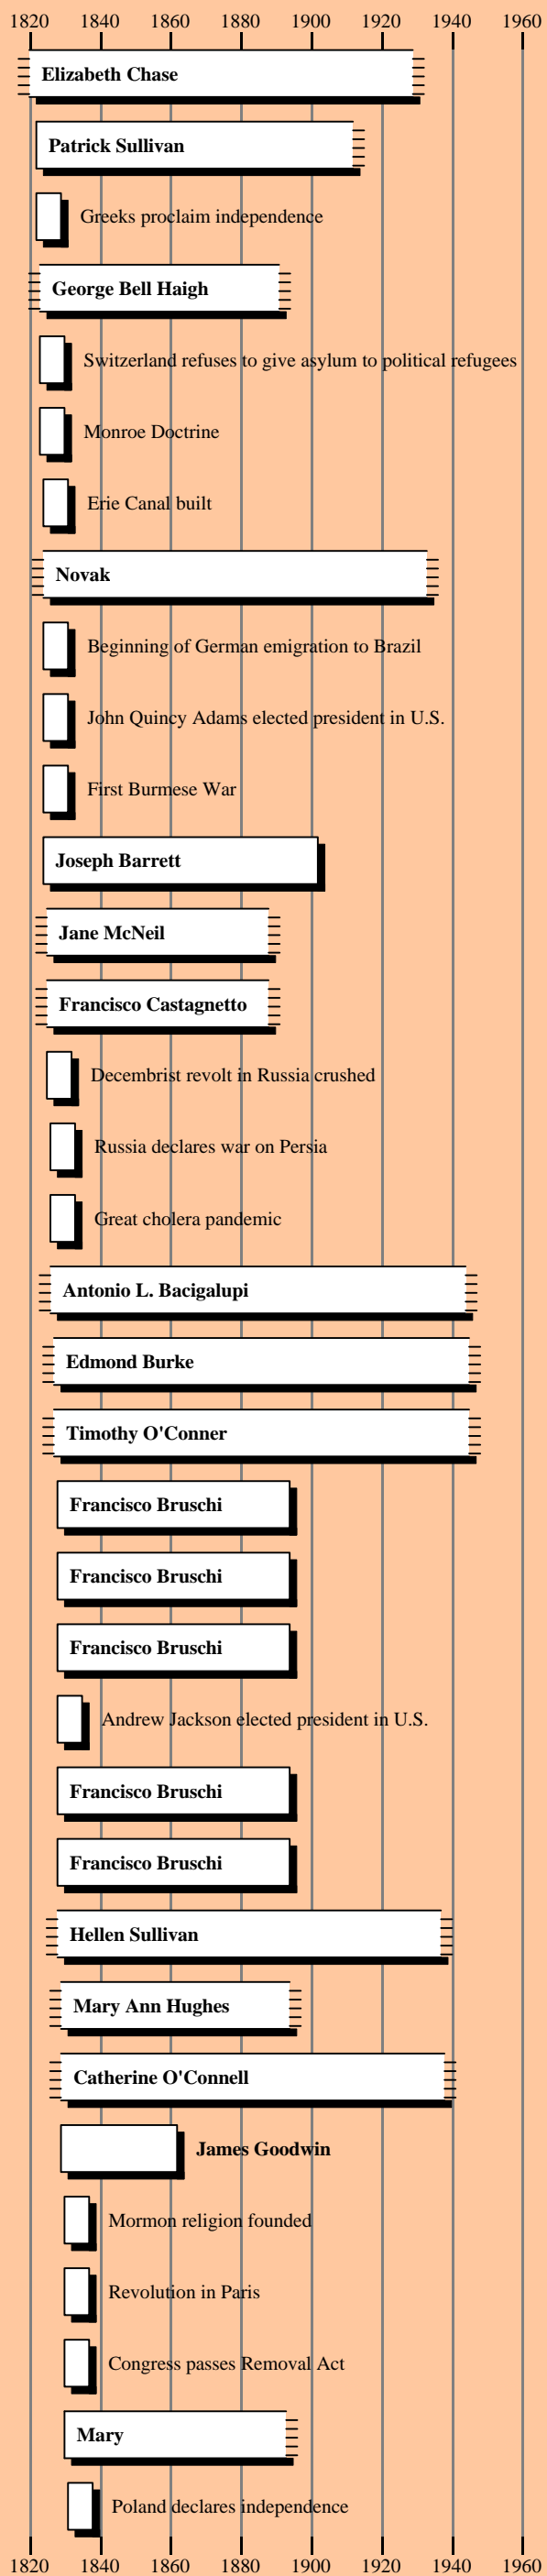 1820 1840 1860 1880 1900 1920 1940 1960
Elizabeth Chase
Patrick Sullivan
Greeks proclaim independence
George Bell Haigh
Switzerland refuses to give asylum to political refugees
Monroe Doctrine
Erie Canal built
Novak
Beginning of German emigration to Brazil
John Quincy Adams elected president in U.S.
First Burmese War
Joseph Barrett
Jane McNeil
Francisco Castagnetto
Decembrist revolt in Russia crushed
Russia declares war on Persia
Great cholera pandemic
Antonio L. Bacigalupi
Edmond Burke
Timothy O'Conner
Francisco Bruschi
Francisco Bruschi
Francisco Bruschi
Andrew Jackson elected president in U.S.
Francisco Bruschi
Francisco Bruschi
Hellen Sullivan
Mary Ann Hughes
Catherine O'Connell
James Goodwin
Mormon religion founded
Revolution in Paris
Congress passes Removal Act
Mary
Poland declares independence
1820 1840 1860 1880 1900 1920 1940 1960